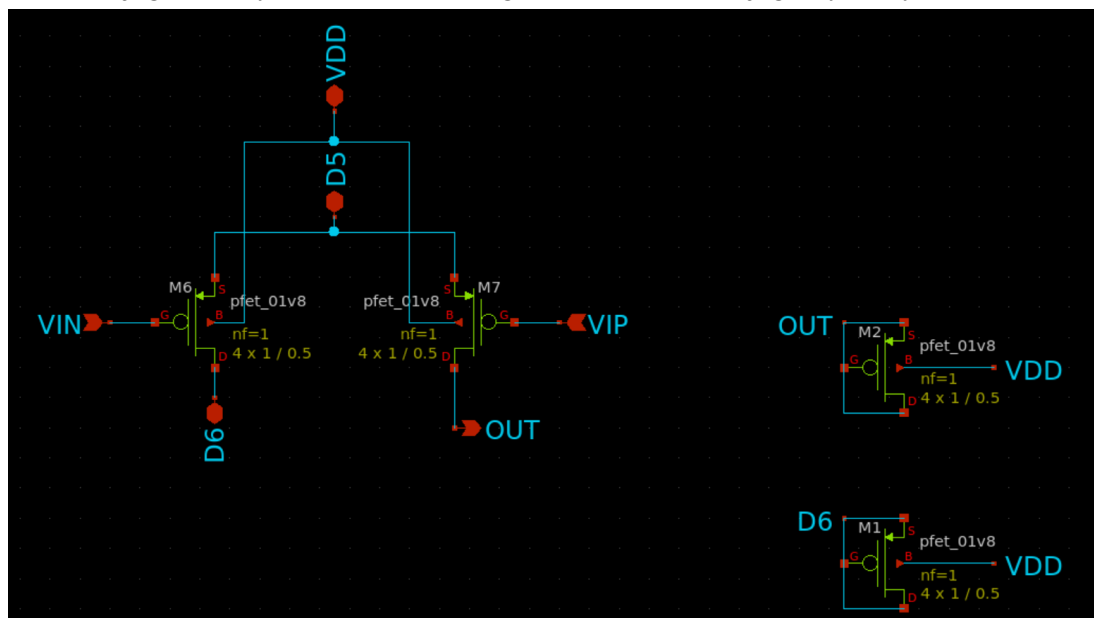 VDD
D5
M6
S
pfet_01v8
VIN
G
B
nf=1
4 x 1 / 0.5
D
D6
M7
S
pfet_01v8
G
B
VIP
nf=1
4 x 1 / 0.5
D
OUT
OUT
M2
S
pfet_01v8
G
B
VDD
nf=1
D
4 x 1 / 0.5
D6
M1
S
pfet_01v8
G
B
VDD
nf=1
D
4 x 1 / 0.5